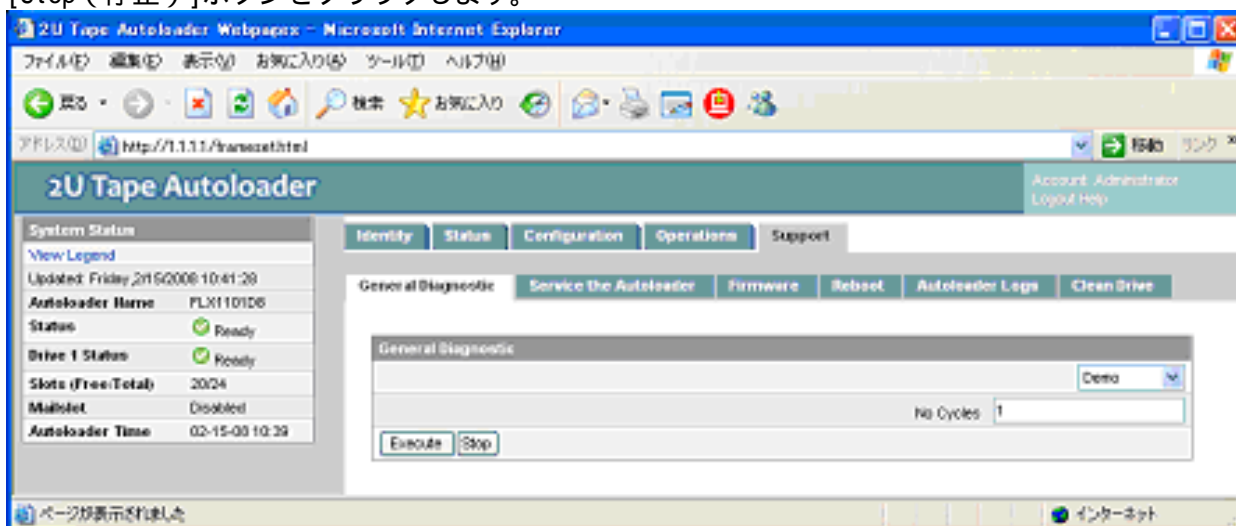 [Stop（停止）]ボタンをクリックします。
2U Tape Autoloader Webpages - Microsoft Internet Explorer
ファイル(E) 編集(E) 表示(V) お気に入り(A) ツール(T) ヘルプ(H)
戻る 検索 お気に入り
アドレス(D) http://1.1.1.1/frameset.html 移動 リンク »
2U Tape Autoloader
Account: Administrator
Logout Help
System Status
View Legend
Updated: Friday ,2/15/2008 10:41:28
Autoloader Name FLX1101D8
Status Ready
Drive 1 Status Ready
Slots (Free/Total) 20/24
Mailslot Disabled
Autoloader Time 02-15-08 10:39
Identity Status Configuration Operations Support
General Diagnostic Service the Autoloader Firmware Reboot Autoloader Logs Clean Drive
General Diagnostic
Demo
No Cycles 1
Execute Stop
ページが表示されました インターネット